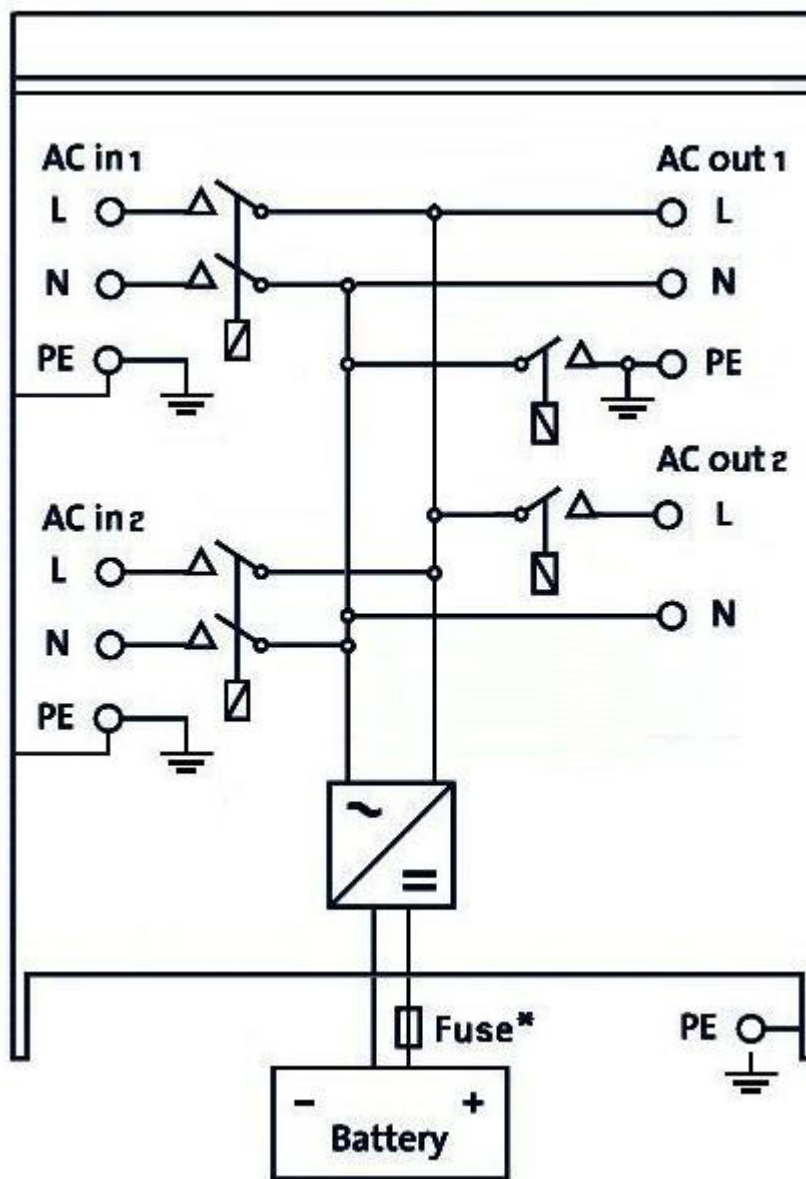 AC in 1
L
N
PE
AC out 1
L
N
PE
AC in 2
L
N
PE
AC out 2
L
N
~
=
Fuse*
PE
- +
Battery